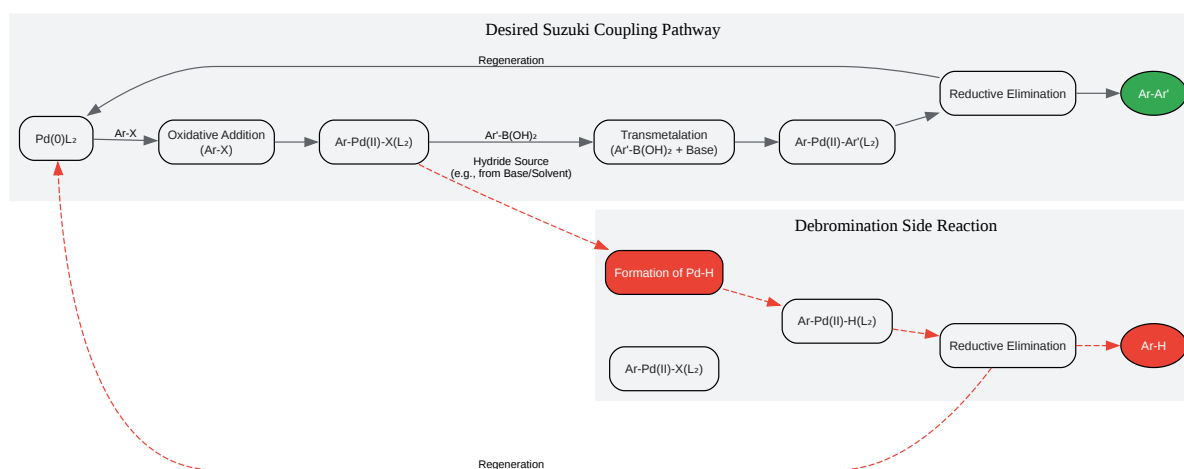 Desired Suzuki Coupling Pathway
Regeneration
Pd(0)L₂
Ar-X
Oxidative Addition
(Ar-X)
Ar-Pd(II)-X(L₂)
Ar'-B(OH)₂
Hydride Source
(e.g., from Base/Solvent)
Transmetalation
(Ar'-B(OH)₂ + Base)
Ar-Pd(II)-Ar'(L₂)
Reductive Elimination
Ar-Ar'
Debromination Side Reaction
Formation of Pd-H
Ar-Pd(II)-H(L₂)
Reductive Elimination
Ar-H
Ar-Pd(II)-X(L₂)
Regeneration